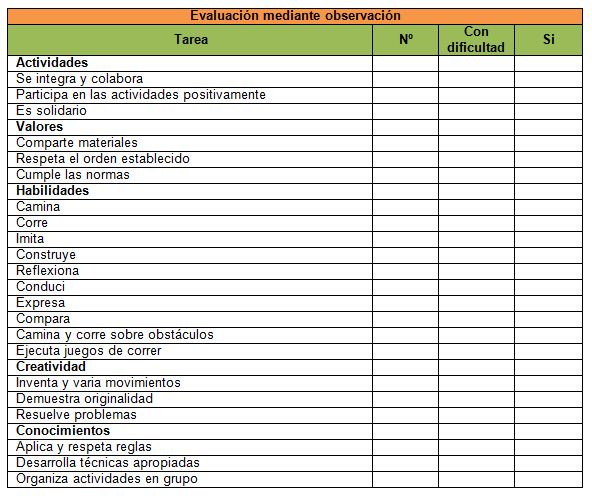 Evaluación mediante observación
Tarea Nº Con dificultad Si
Actividades
Se integra y colabora
Participa en las actividades positivamente
Es solidario
Valores
Comparte materiales
Respeta el orden establecido
Cumple las normas
Habilidades
Camina
Corre
Imita
Construye
Reflexiona
Conduci
Expresa
Compara
Camina y corre sobre obstáculos
Ejecuta juegos de correr
Creatividad
Inventa y varia movimientos
Demuestra originalidad
Resuelve problemas
Conocimientos
Aplica y respeta reglas
Desarrolla técnicas apropiadas
Organiza actividades en grupo